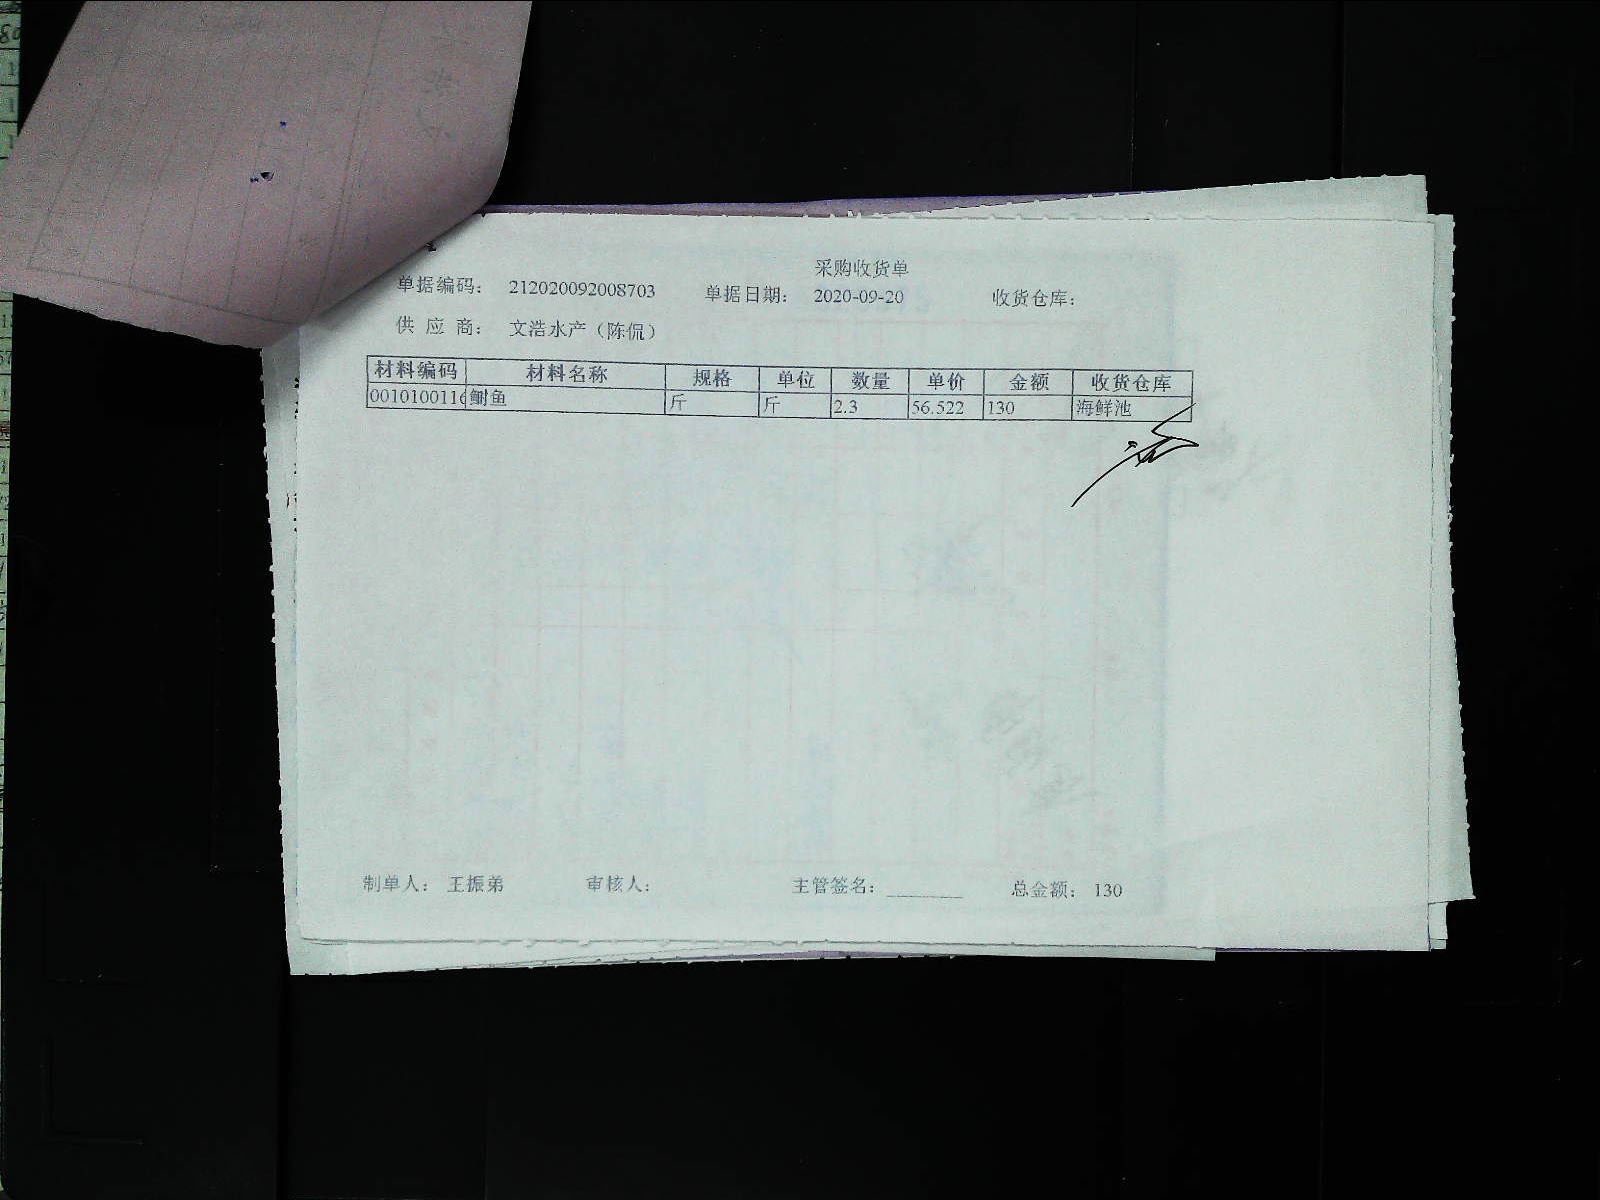 采购收货单
单据编码： 212020092008703 单据日期： 2020-09-20 收货仓库：
供 应 商： 文浩水产（陈侃）
材料编码 材料名称 规格 单位 数量 单价 金额 收货仓库
0010100116 鲥鱼 斤 斤 2.3 56.522 130 海鲜池
制单人： 王振弟 审核人： 主管签名： 总金额： 130